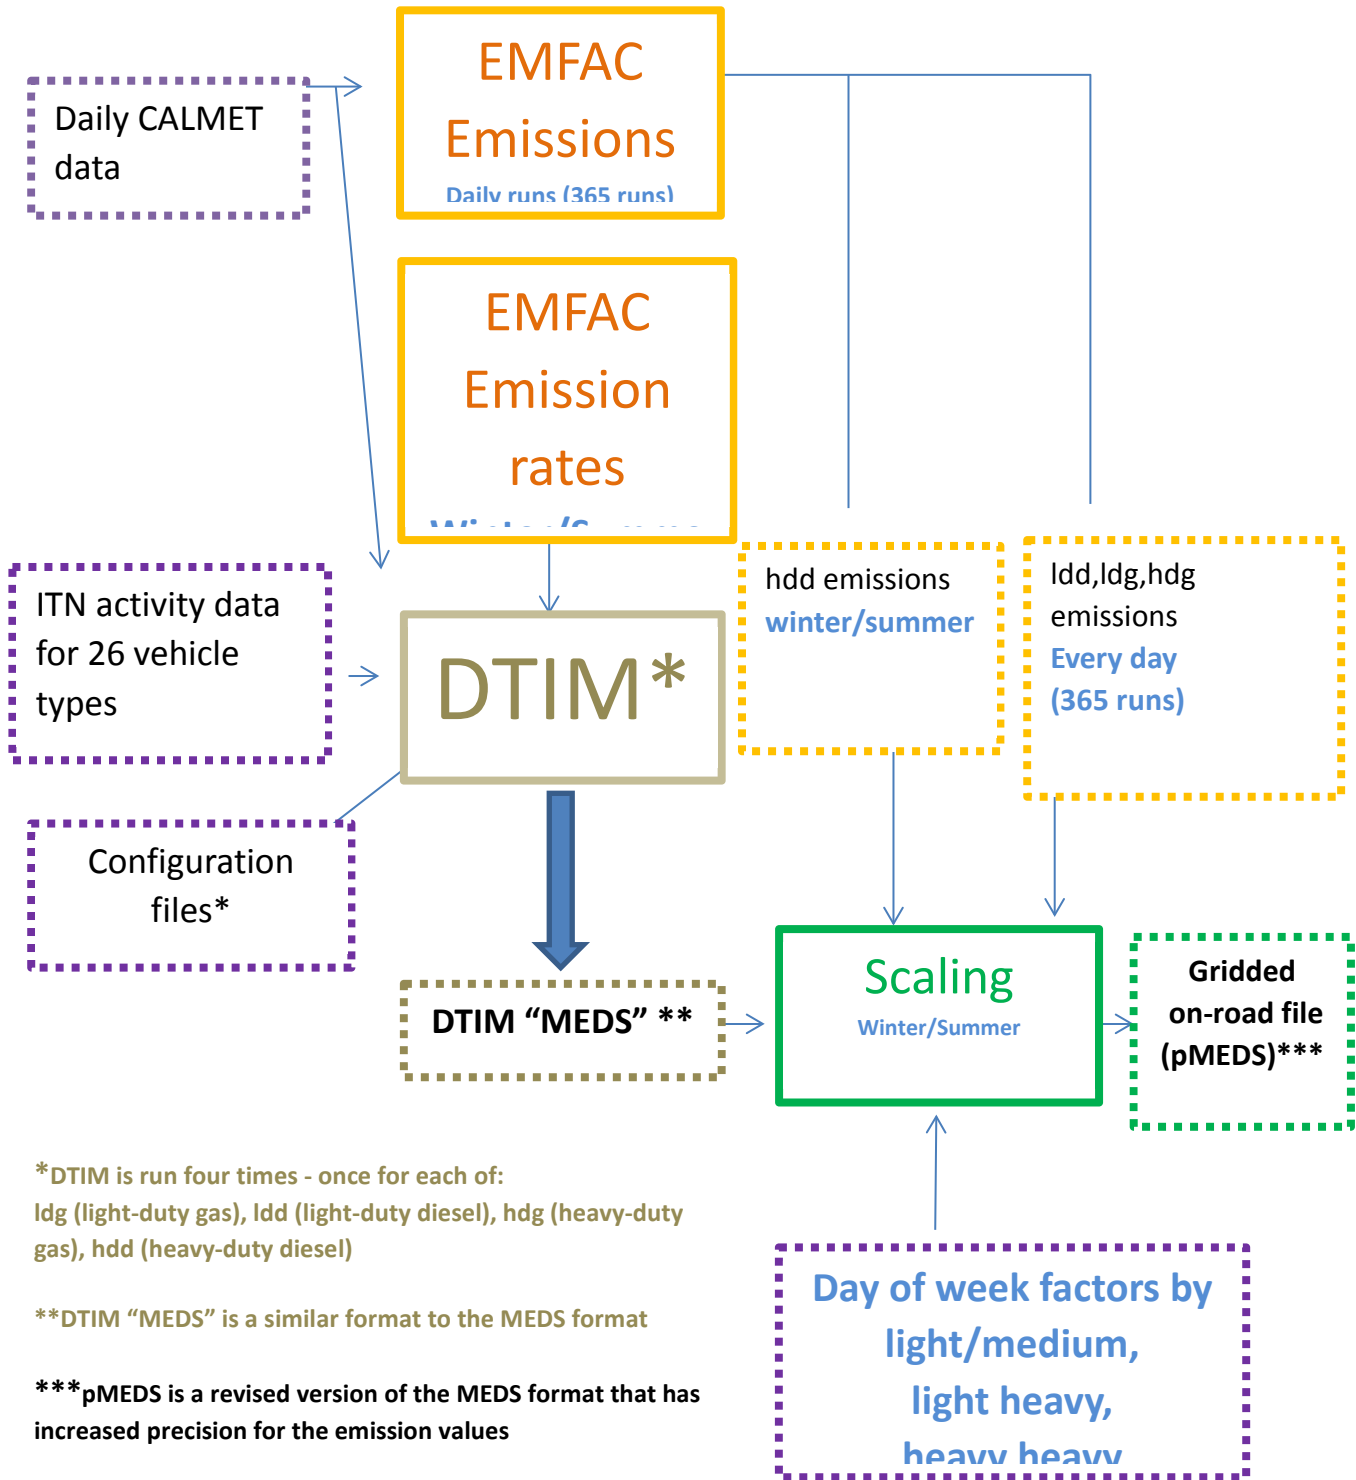 EMFAC
Emissions
Daily runs (365 runs)
Daily CALMET
data
EMFAC
Emission
rates
ITN activity data
for 26 vehicle
types
DTIM*
hdd emissions
winter/summer
ldd,ldg,hdg
emissions
Every day
(365 runs)
Configuration
files*
DTIM “MEDS” **
Scaling
Winter/Summer
Gridded
on-road file
(pMEDS)***
*DTIM is run four times - once for each of:
ldg (light-duty gas), ldd (light-duty diesel), hdg (heavy-duty
gas), hdd (heavy-duty diesel)
**DTIM “MEDS” is a similar format to the MEDS format
***pMEDS is a revised version of the MEDS format that has
increased precision for the emission values
Day of week factors by
light/medium,
light heavy,
heavy heavy